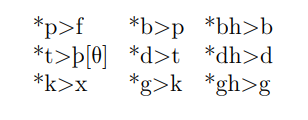 *p>f *b>p *bh>b
*t>þ[θ] *d>t *dh>d
*k>x *g>k *gh>g